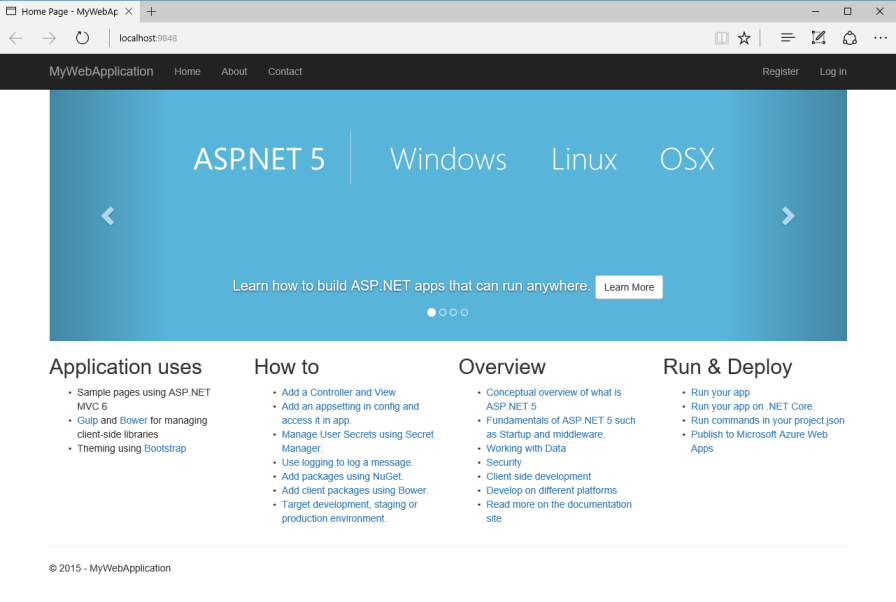 Home Page - MyWebAp
localhost:9848
MyWebApplication Home About Contact Register Log in
ASP.NET 5 Windows Linux OSX
Learn how to build ASP.NET apps that can run anywhere. Learn More
Application uses
Sample pages using ASP.NET
MVC 6
Gulp and Bower for managing
client-side libraries
Theming using Bootstrap
How to
Add a Controller and View
Add an appsetting in config and
access it in app.
Manage User Secrets using Secret
Manager.
Use logging to log a message.
Add packages using NuGet.
Add client packages using Bower.
Target development, staging or
production environment.
Overview
Conceptual overview of what is
ASP.NET 5
Fundamentals of ASP.NET 5 such
as Startup and middleware.
Working with Data
Security
Client side development
Develop on different platforms
Read more on the documentation
site
Run & Deploy
Run your app
Run your app on .NET Core
Run commands in your project.json
Publish to Microsoft Azure Web
Apps
© 2015 - MyWebApplication